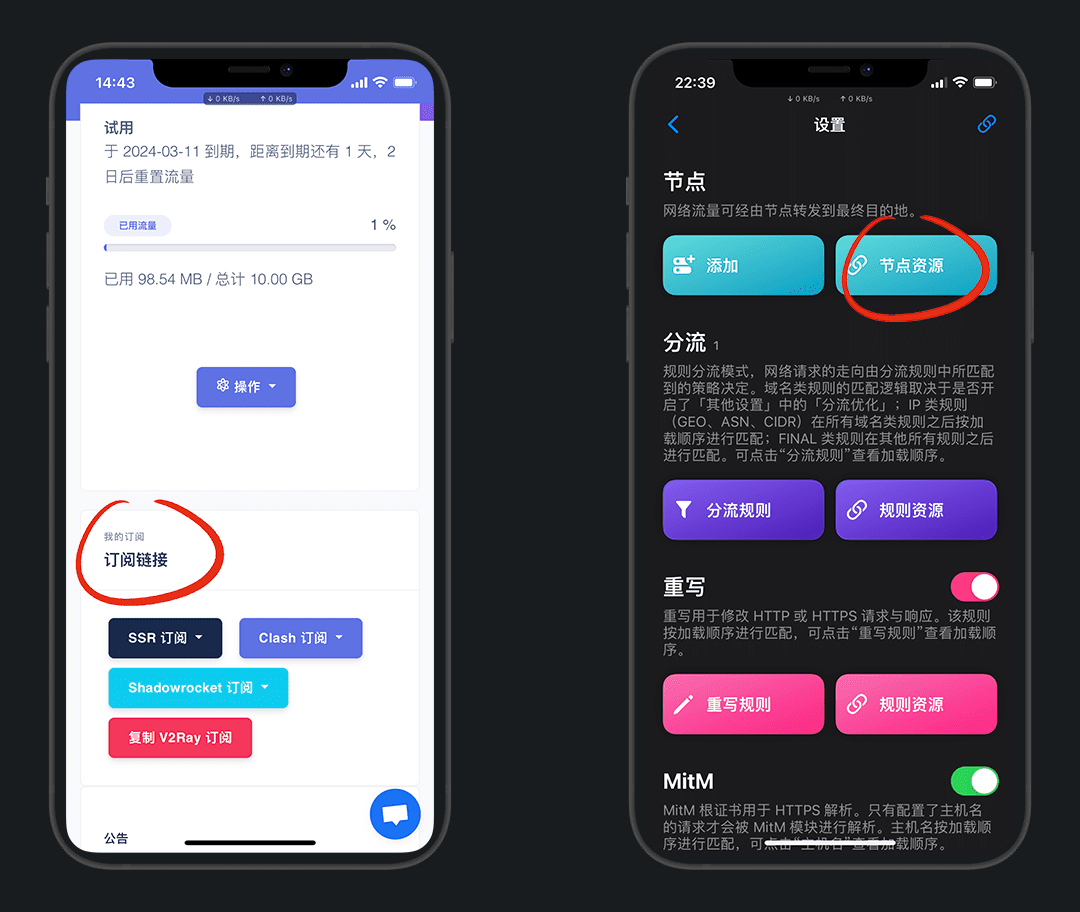 14:43
↓ 0 KB/s ↑ 0 KB/s
试用
于 2024-03-11 到期，距离到期还有 1 天，2
日后重置流量
已用流量
1 %
已用 98.54 MB / 总计 10.00 GB
操作
我的订阅
订阅链接
SSR 订阅
Clash 订阅
Shadowrocket 订阅
复制 V2Ray 订阅
公告
22:39
↓ 0 KB/s ↑ 0 KB/s
设置
节点
网络流量可经由节点转发到最终目的地。
添加
节点资源
分流 1
规则分流模式，网络请求的走向由分流规则中所匹配
到的策略决定。域名类规则的匹配逻辑取决于是否开
启了「其他设置」中的「分流优化」；IP 类规则
（GEO、ASN、CIDR）在所有域名类规则之后按加
载顺序进行匹配；FINAL 类规则在其他所有规则之后
进行匹配。可点击“分流规则”查看加载顺序。
分流规则
规则资源
重写
重写用于修改 HTTP 或 HTTPS 请求与响应。该规则
按加载顺序进行匹配，可点击“重写规则”查看加载顺
序。
重写规则
规则资源
MitM
MitM 根证书用于 HTTPS 解析。只有配置了主机名
的请求才会被 MitM 模块进行解析。主机名按加载顺
序进行匹配，可点击“主机名”查看加载顺序。